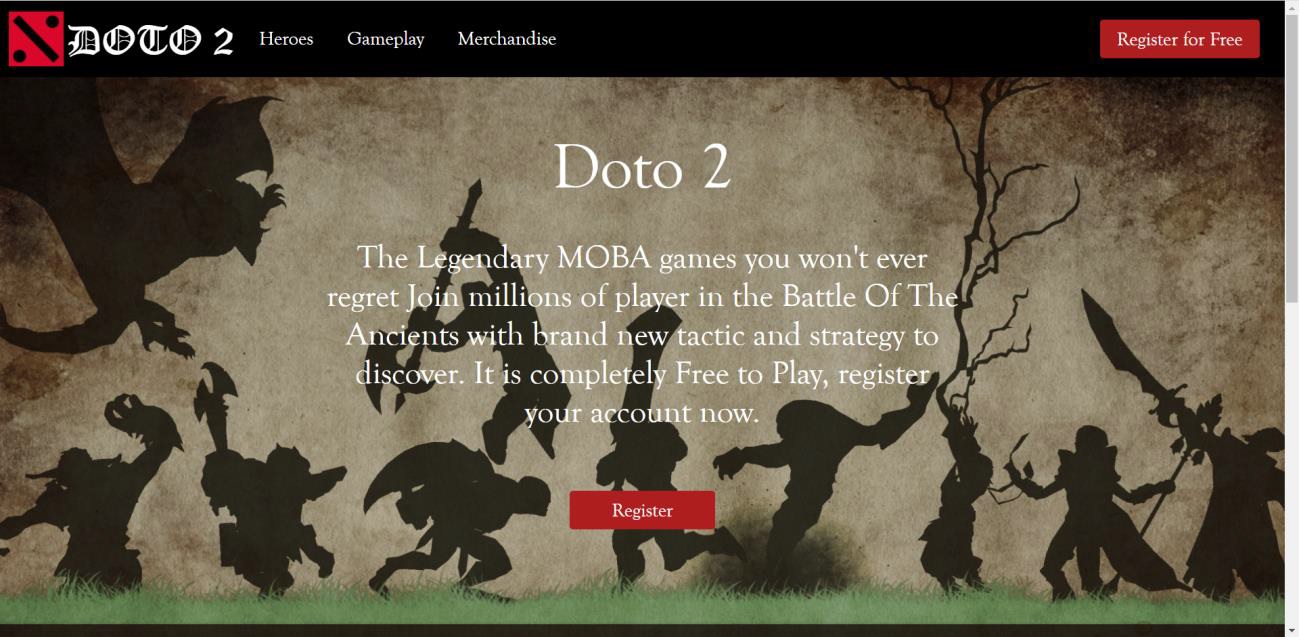 DOTO 2
Heroes
Gameplay
Merchandise
Register for Free
Doto 2
The Legendary MOBA games you won't ever
regret Join millions of player in the Battle Of The
Ancients with brand new tactic and strategy to
discover. It is completely Free to Play, register
your account now.
Register